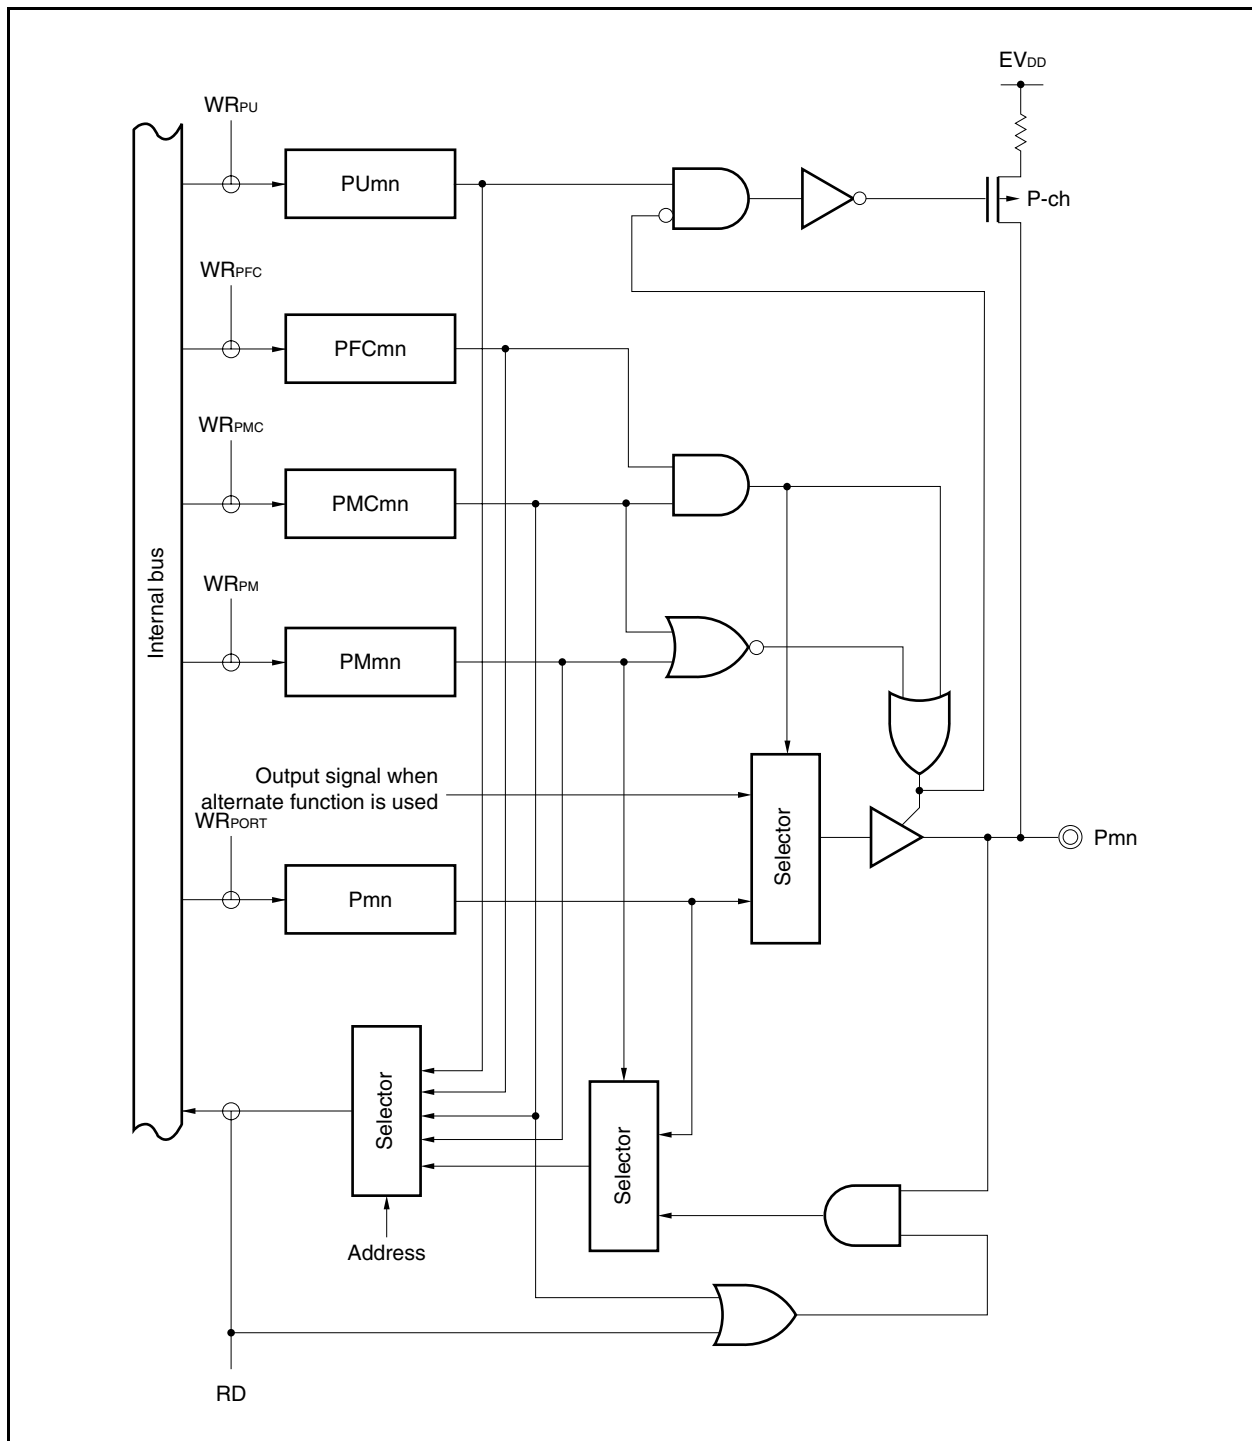 EVDD
WRPU
PUmn
P-ch
WRPFC
PFCmn
WRPMC
PMCmn
Internal bus
WRPM
PMmn
Output signal when
alternate function is used
WRPORT
Selector
Pmn
Pmn
Selector
Selector
Address
RD